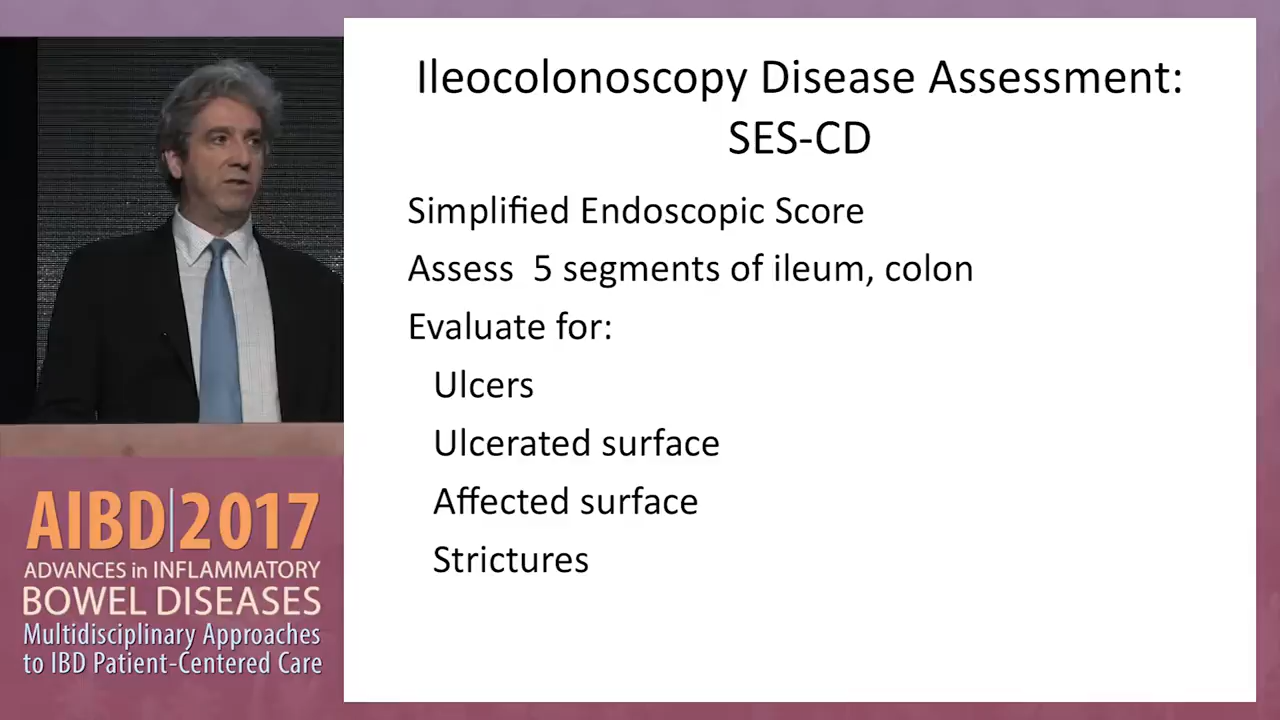 Ileocolonoscopy Disease Assessment:
SES-CD
Simplified Endoscopic Score
Assess 5 segments of ileum, colon
Evaluate for:
Ulcers
Ulcerated surface
Affected surface
Strictures
AIBD|2017
ADVANCES in INFLAMMATORY
BOWEL DISEASES
Multidisciplinary Approaches
to IBD Patient-Centered Care